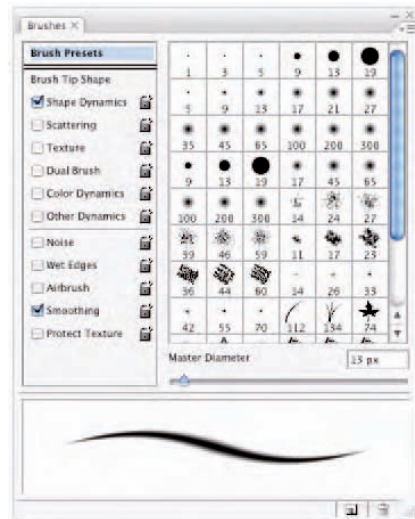 Brushes ×
Brush Presets
Brush Tip Shape
Shape Dynamics
Scattering
Texture
Dual Brush
Color Dynamics
Other Dynamics
Noise
Wet Edges
Airbrush
Smoothing
Protect Texture
1 3 5 9 13 19
5 9 13 17 21 27
35 45 65 100 200 300
9 13 19 17 45 65
100 200 300 14 24 27
39 46 59 11 17 23
36 44 60 14 26 33
42 55 70 112 134 74
Master Diameter
13 px